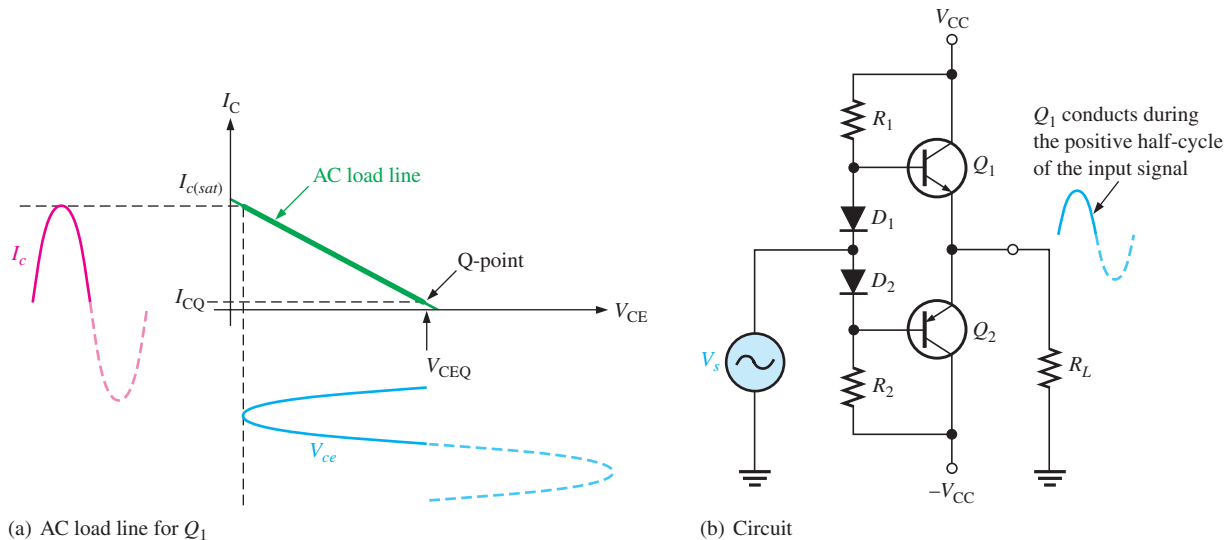 I_C
I_c(sat)
AC load line
I_c
Q-point
I_CQ
V_CE
V_CEQ
V_ce
(a) AC load line for Q_1
V_CC
R_1
Q_1
Q_1 conducts during
the positive half-cycle
of the input signal
D_1
D_2
Q_2
V_s
R_2
R_L
–V_CC
(b) Circuit